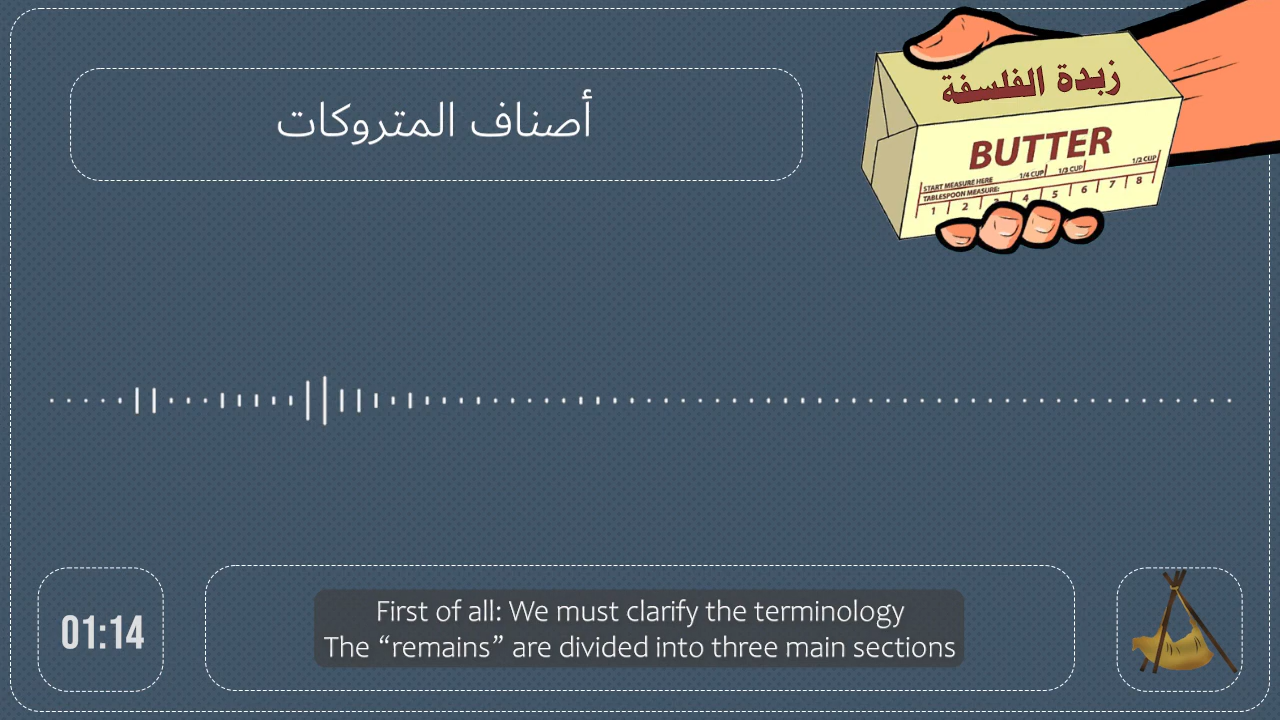 أصناف المتروكات
زبدة الفلسفة
BUTTER
START MEASURE HERE 1/4 CUP 1/3 CUP 1/2 CUP
TABLESPOON MEASURE:
1 2 3 4 5 6 7 8
01:14
First of all: We must clarify the terminology
The “remains” are divided into three main sections